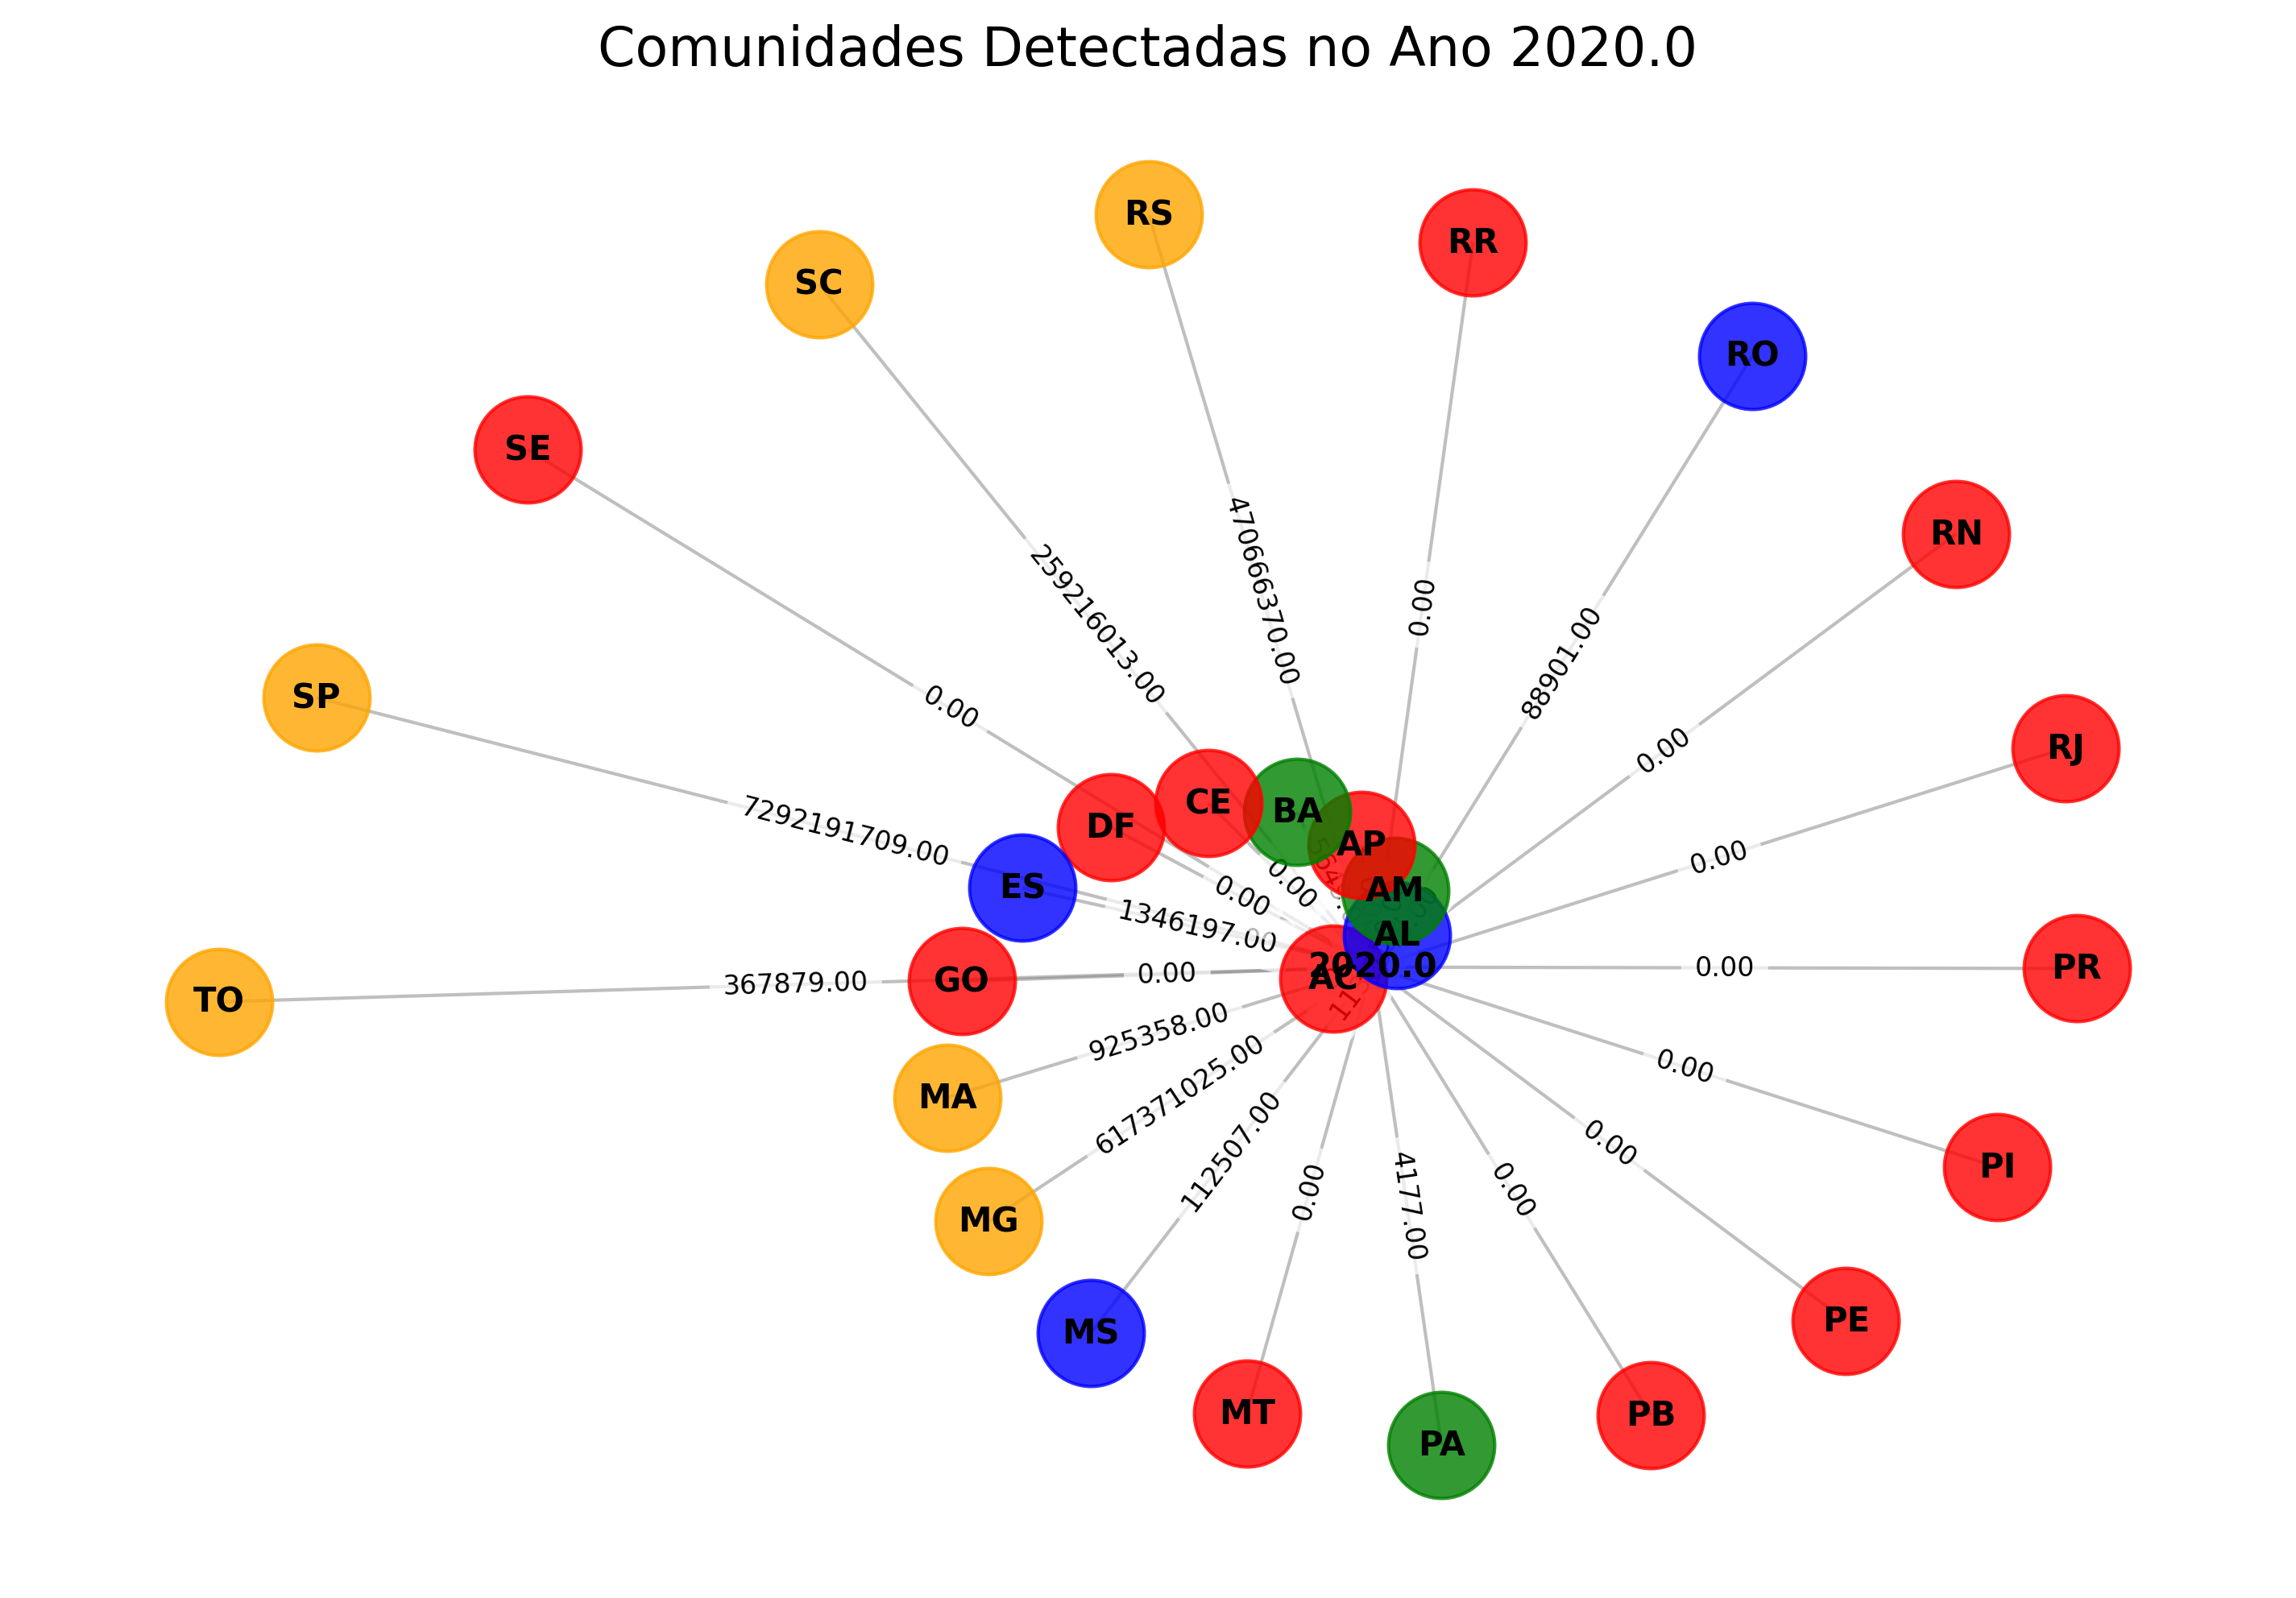 Comunidades Detectadas no Ano 2020.0
RS
RR
SC
RO
SE
RN
470666370.00
259216013.00
0.00
88901.00
SP
0.00
0.00
RJ
7292191709.00
DF
CE
BA
AP
0.00
ES
0.00
0.00
AM
1346197.00
AL
2020.0
AC
TO
367879.00
GO
0.00
0.00
PR
925358.00
MA
617371025.00
0.00
PI
MG
112507.00
0.00
4177.00
0.00
0.00
MS
PE
MT
PA
PB